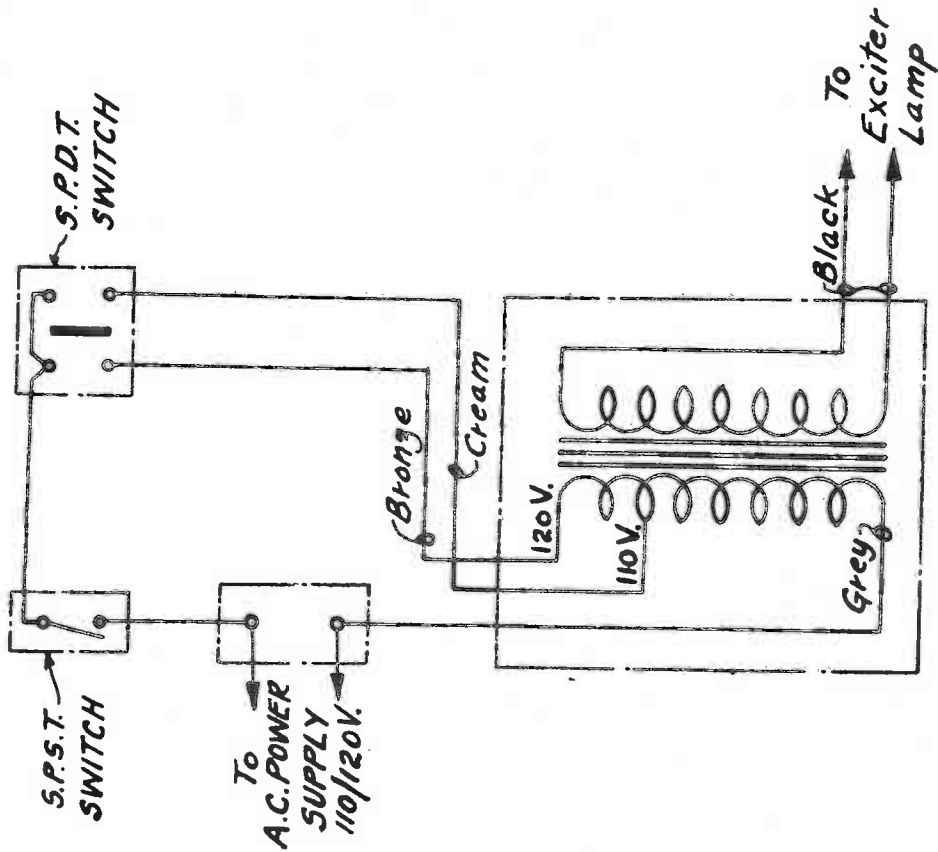 S.P.D.T.
SWITCH
S.P.S.T.
SWITCH
To
A.C. POWER
SUPPLY
110/120V.
Bronze
Cream
120V.
110V.
Grey
Black
To
Exciter
Lamp